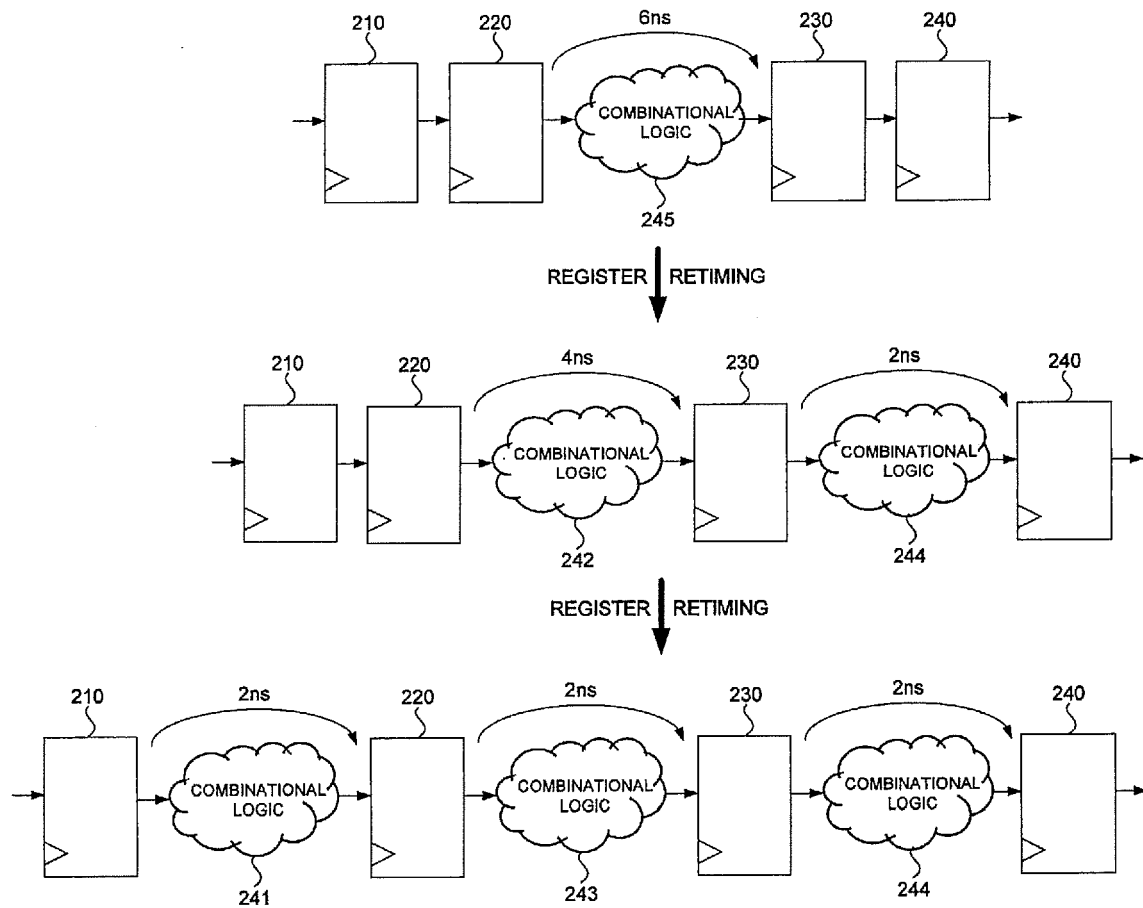 210
220
6ns
230
240
COMBINATIONAL
LOGIC
245
REGISTER RETIMING
210
220
4ns
230
2ns
240
COMBINATIONAL
LOGIC
COMBINATIONAL
LOGIC
242
244
REGISTER RETIMING
210
2ns
220
2ns
230
2ns
240
COMBINATIONAL
LOGIC
COMBINATIONAL
LOGIC
COMBINATIONAL
LOGIC
241
243
244